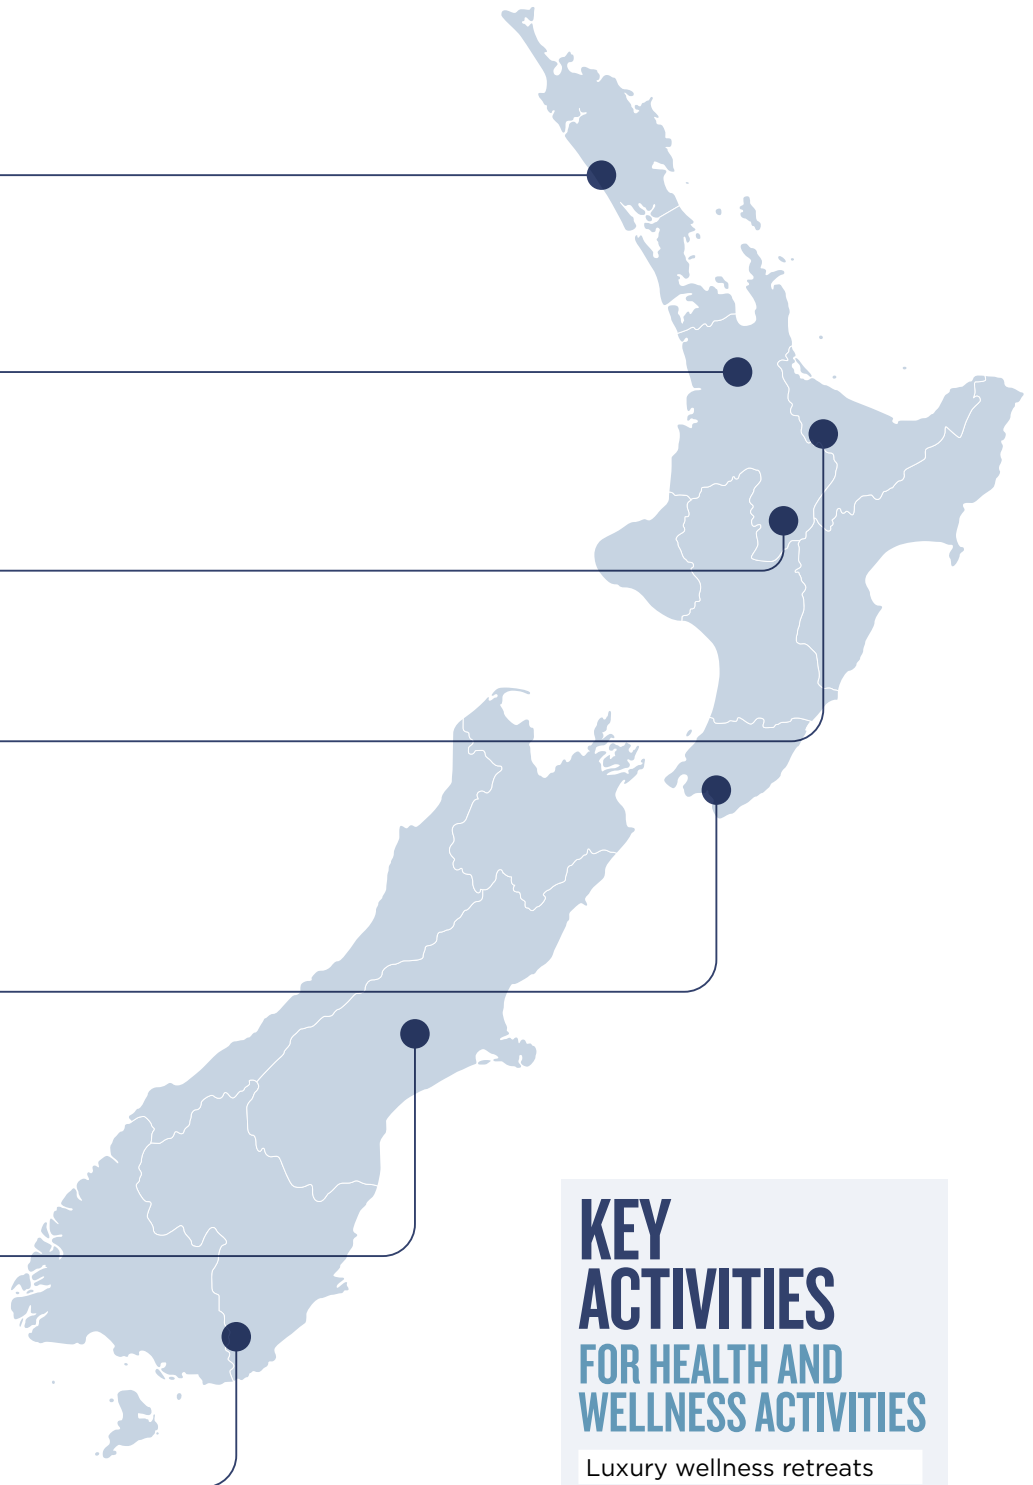 KEY
ACTIVITIES
FOR HEALTH AND
WELLNESS ACTIVITIES
Luxury wellness retreats